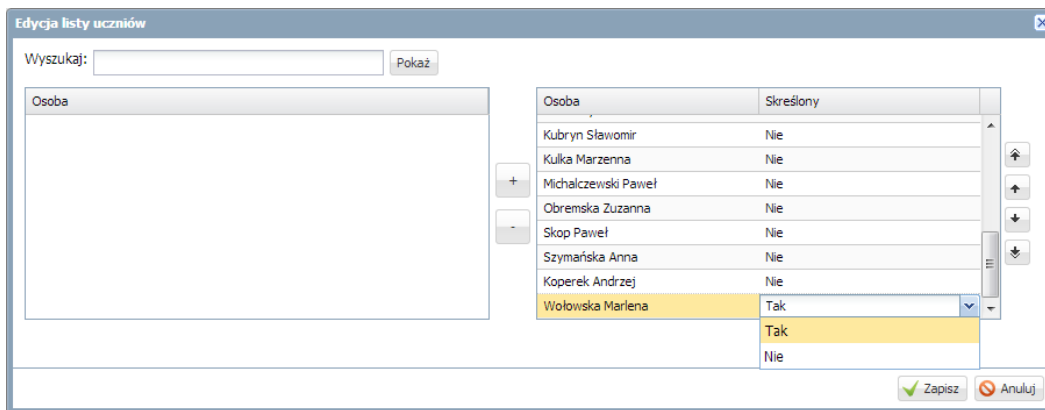 Edycja listy uczniów
Wyszukaj: Pokaż
Osoba
Osoba Skreślony
Kubryn Sławomir Nie
Kulka Marzenna Nie
Michalczewski Paweł Nie
Obremska Zuzanna Nie
Skop Paweł Nie
Szymańska Anna Nie
Koperek Andrzej Nie
Wołowska Marlena Tak
Tak
Nie
+
-
Zapisz Anuluj